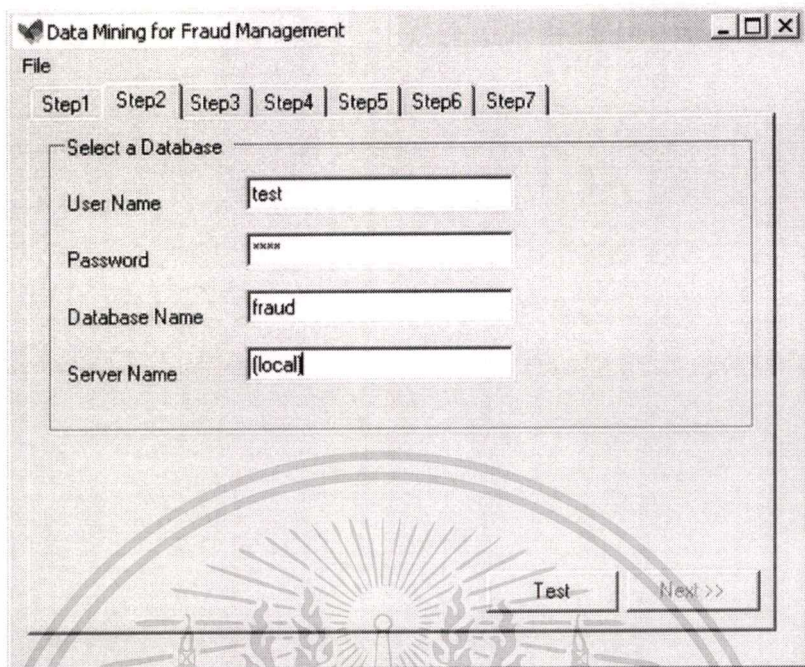 Data Mining for Fraud Management
File
Step1 Step2 Step3 Step4 Step5 Step6 Step7
Select a Database
User Name test
Password ****
Database Name fraud
Server Name (local)
Test Next >>